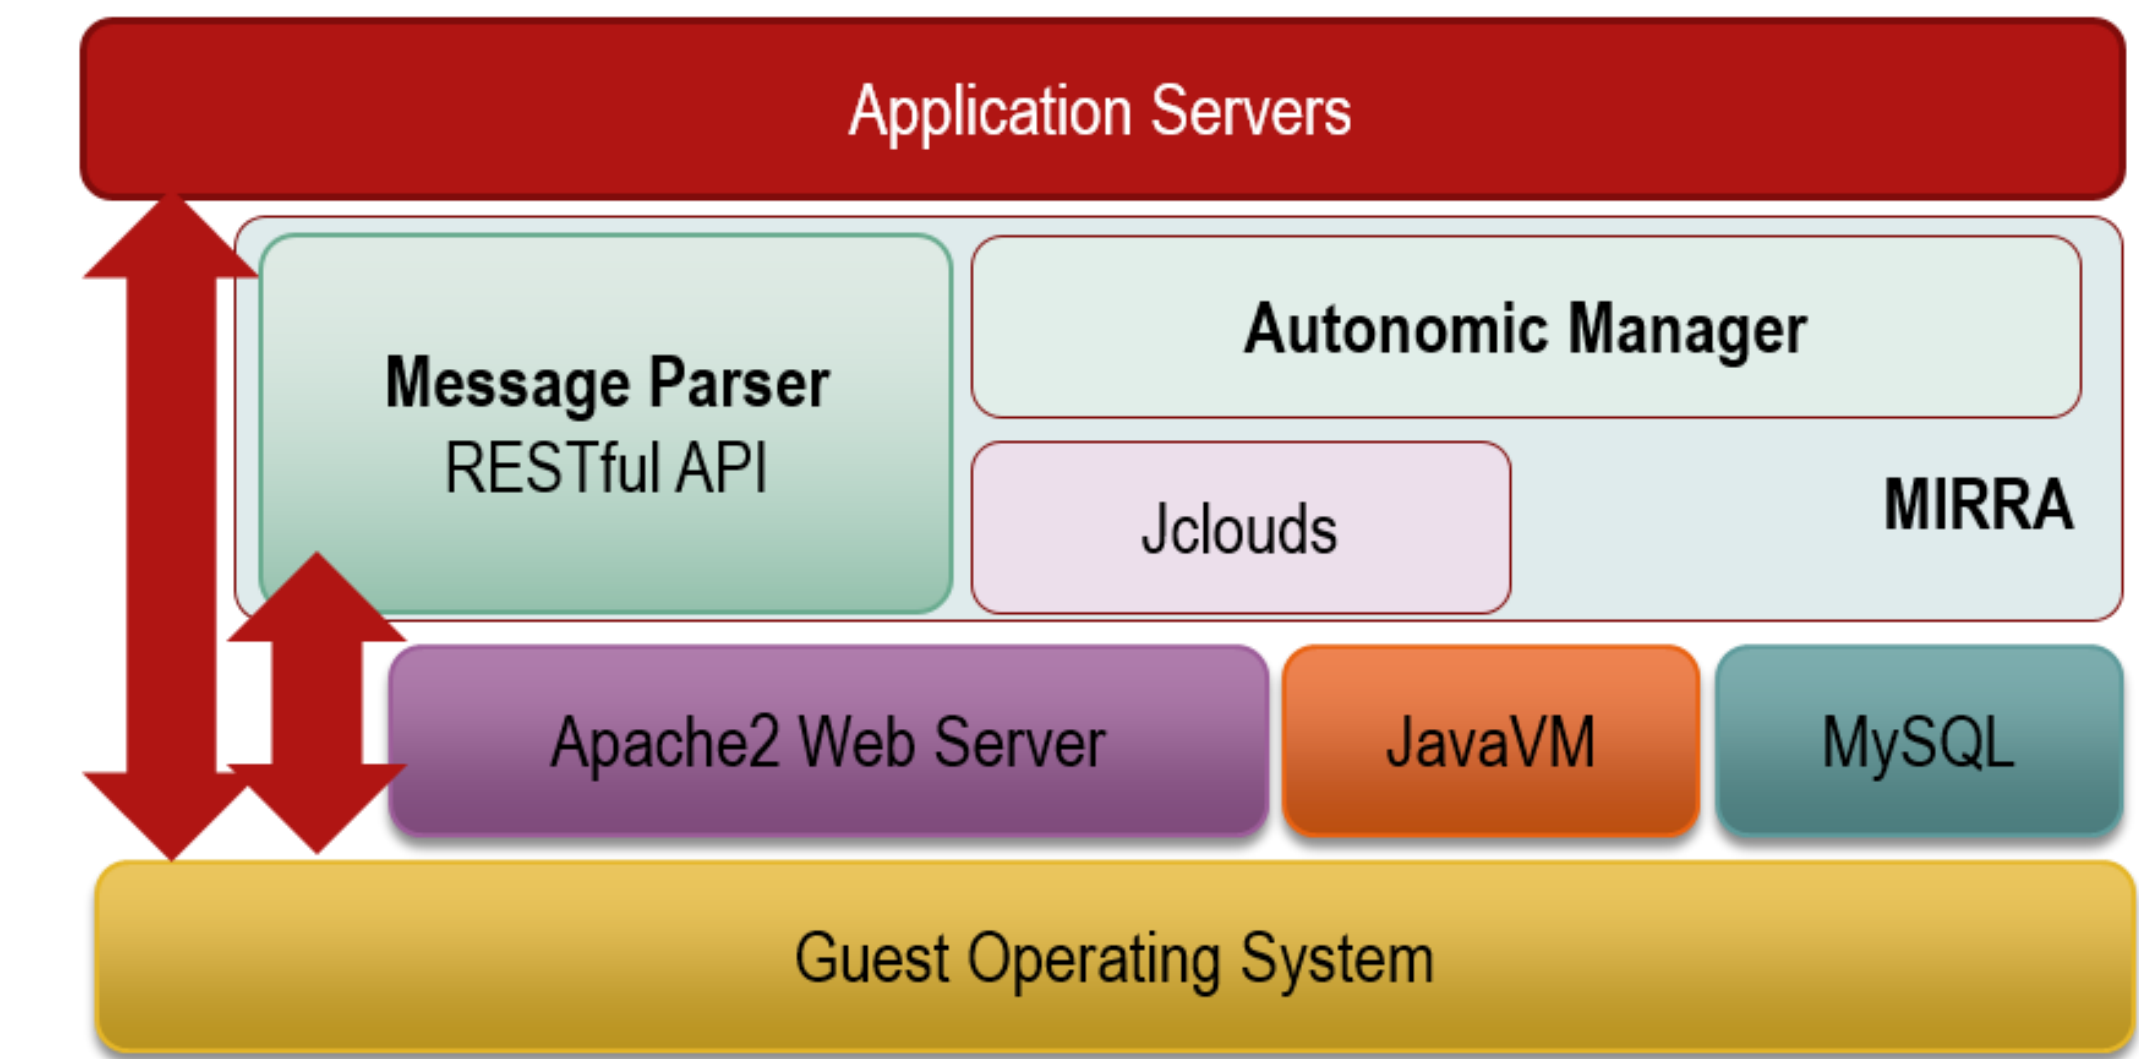 Application Servers
Message Parser
RESTful API
Autonomic Manager
Jclouds
MIRRA
Apache2 Web Server
JavaVM
MySQL
Guest Operating System